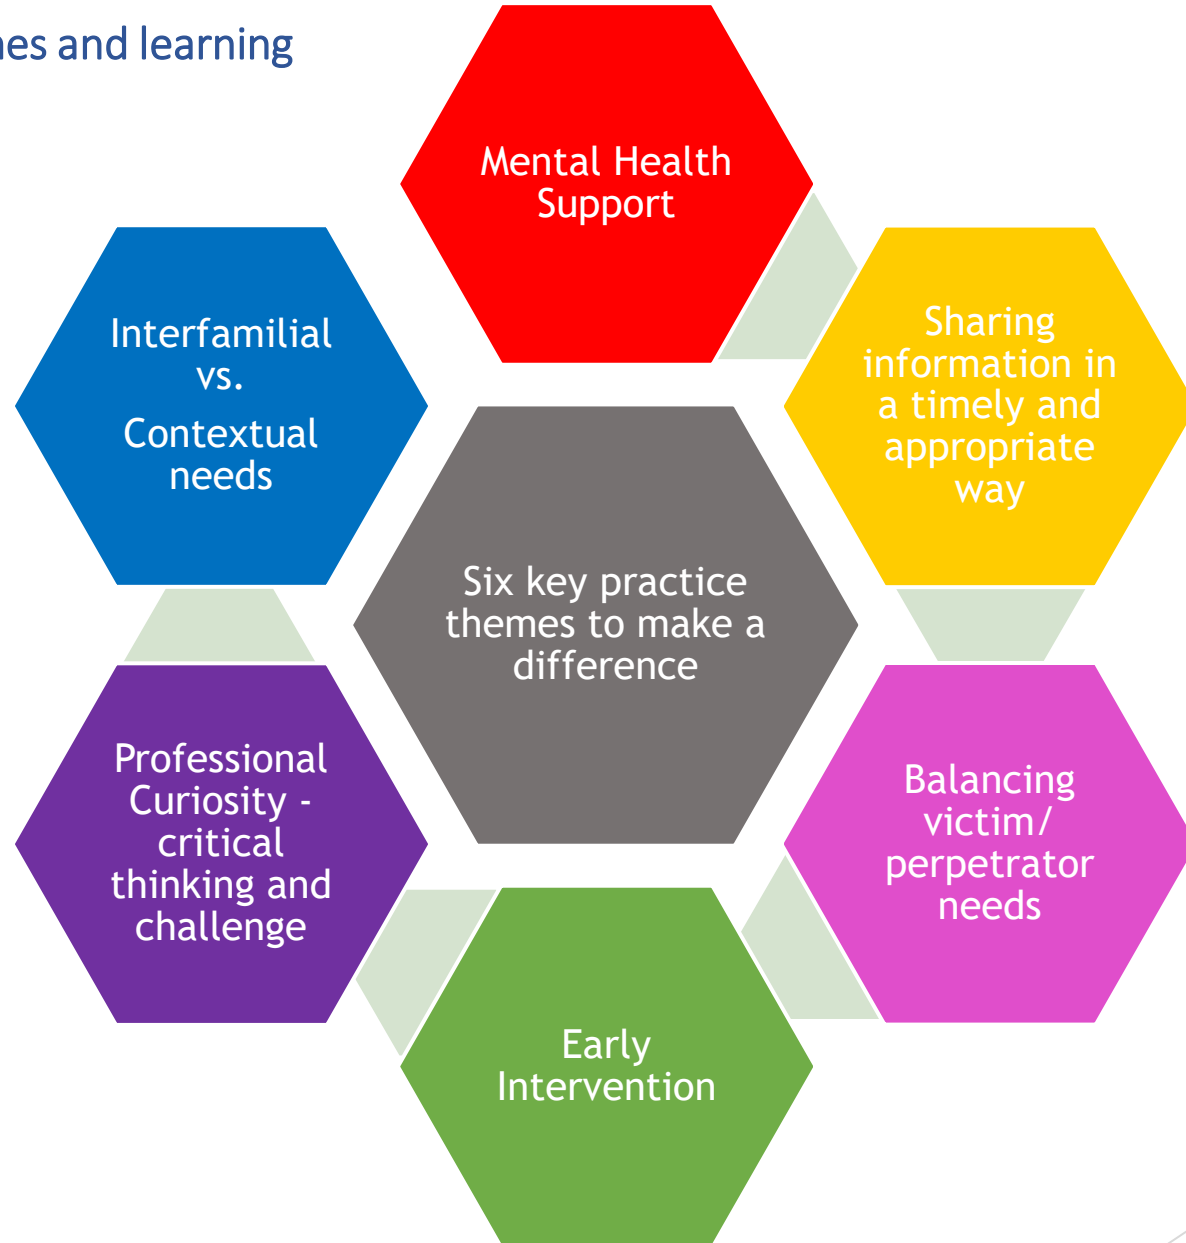 and learning
Mental Health
Support
Sharing
information in
a timely and
appropriate
way
Balancing
victim/
perpetrator
needs
Early
Intervention
Professional
Curiosity -
critical
thinking and
challenge
Interfamilial
vs.
Contextual
needs
Six key practice
themes to make a
difference